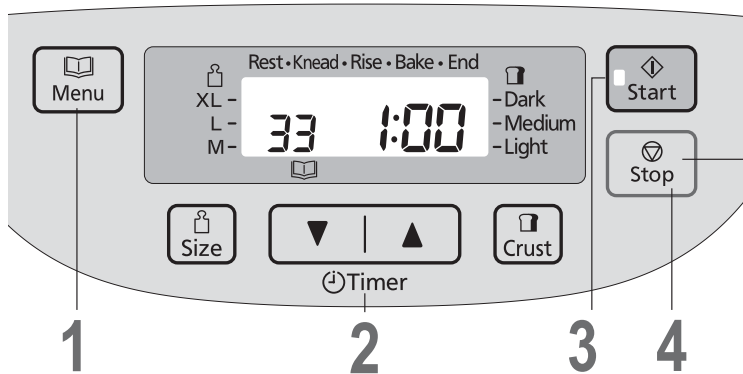 Menu
Rest • Knead • Rise • Bake • End
XL
L
M
33
1:00
Dark
Medium
Light
Start
Stop
Size
Timer
Crust
1
2
3
4